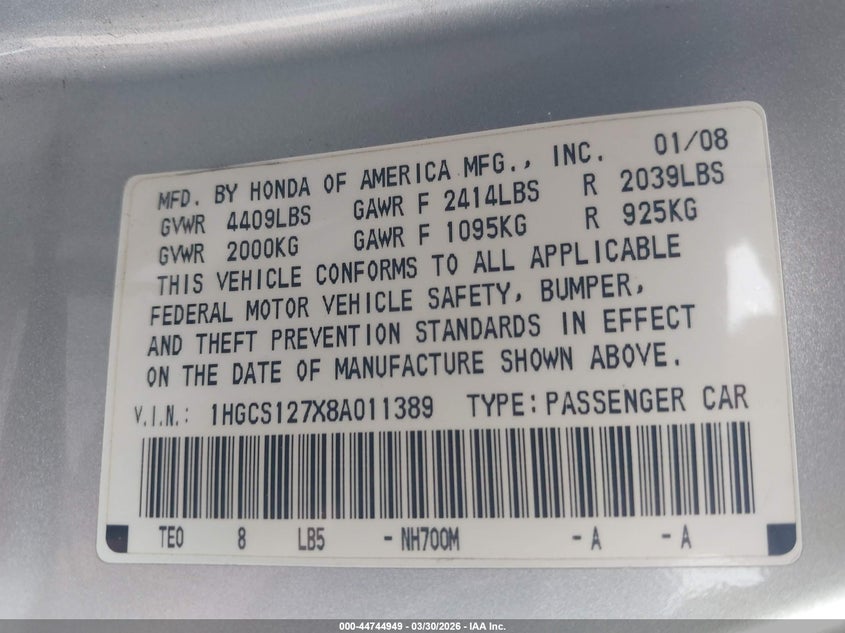 MFD. BY HONDA OF AMERICA MFG., INC. 01/08
GVWR 4409LBS GAWR F 2414LBS R 2039LBS
GVWR 2000KG GAWR F 1095KG R 925KG
THIS VEHICLE CONFORMS TO ALL APPLICABLE
FEDERAL MOTOR VEHICLE SAFETY, BUMPER,
AND THEFT PREVENTION STANDARDS IN EFFECT
ON THE DATE OF MANUFACTURE SHOWN ABOVE.
V.I.N.: 1HGCS127X8A011389 TYPE: PASSENGER CAR
TE0 8 LB5 - NH700M - A - A
000-44744949 — 03/30/2026 — IAA Inc.